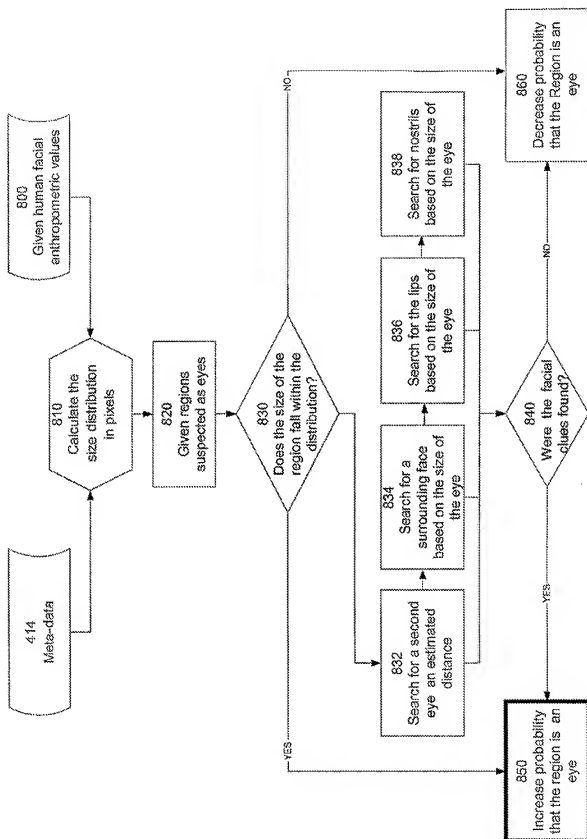 414
Meta-data
800
Given human facial
anthropometric values
810
Calculate the
size distribution
in pixels
820
Given regions
suspected as eyes
830
Does the size of the
region fall within the
distribution?
YES
NO
832
Search for a second
eye an estimated
distance
834
Search for a
surrounding face
based on the size of
the eye
836
Search for the lips
based on the size of
the eye
838
Search for nostrils
based on the size of
the eye
840
Were the facial
clues found?
YES
NO
850
Increase probability
that the region is an
eye
860
Decrease probability
that the Region is an
eye